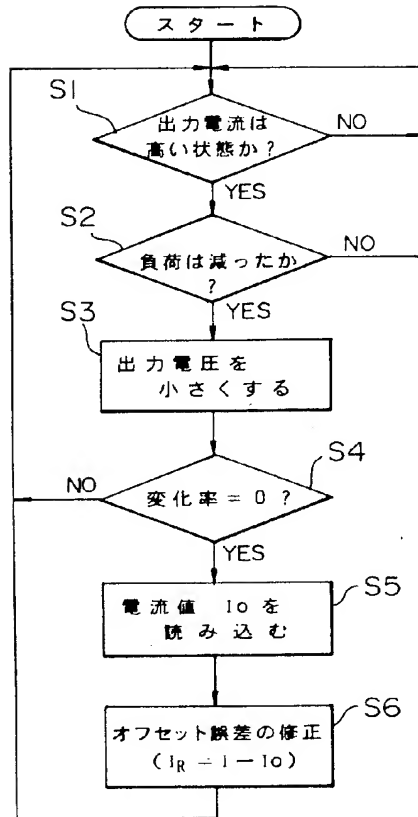 スタート
S1
出力電流は
高い状態か?
NO
YES
S2
負荷は減ったか
?
NO
YES
S3
出力電圧を
小さくする
S4
NO
変化率=0?
YES
電流値 Ioを
読み込む
S5
オフセット誤差の修正
(IR=I-Io)
S6